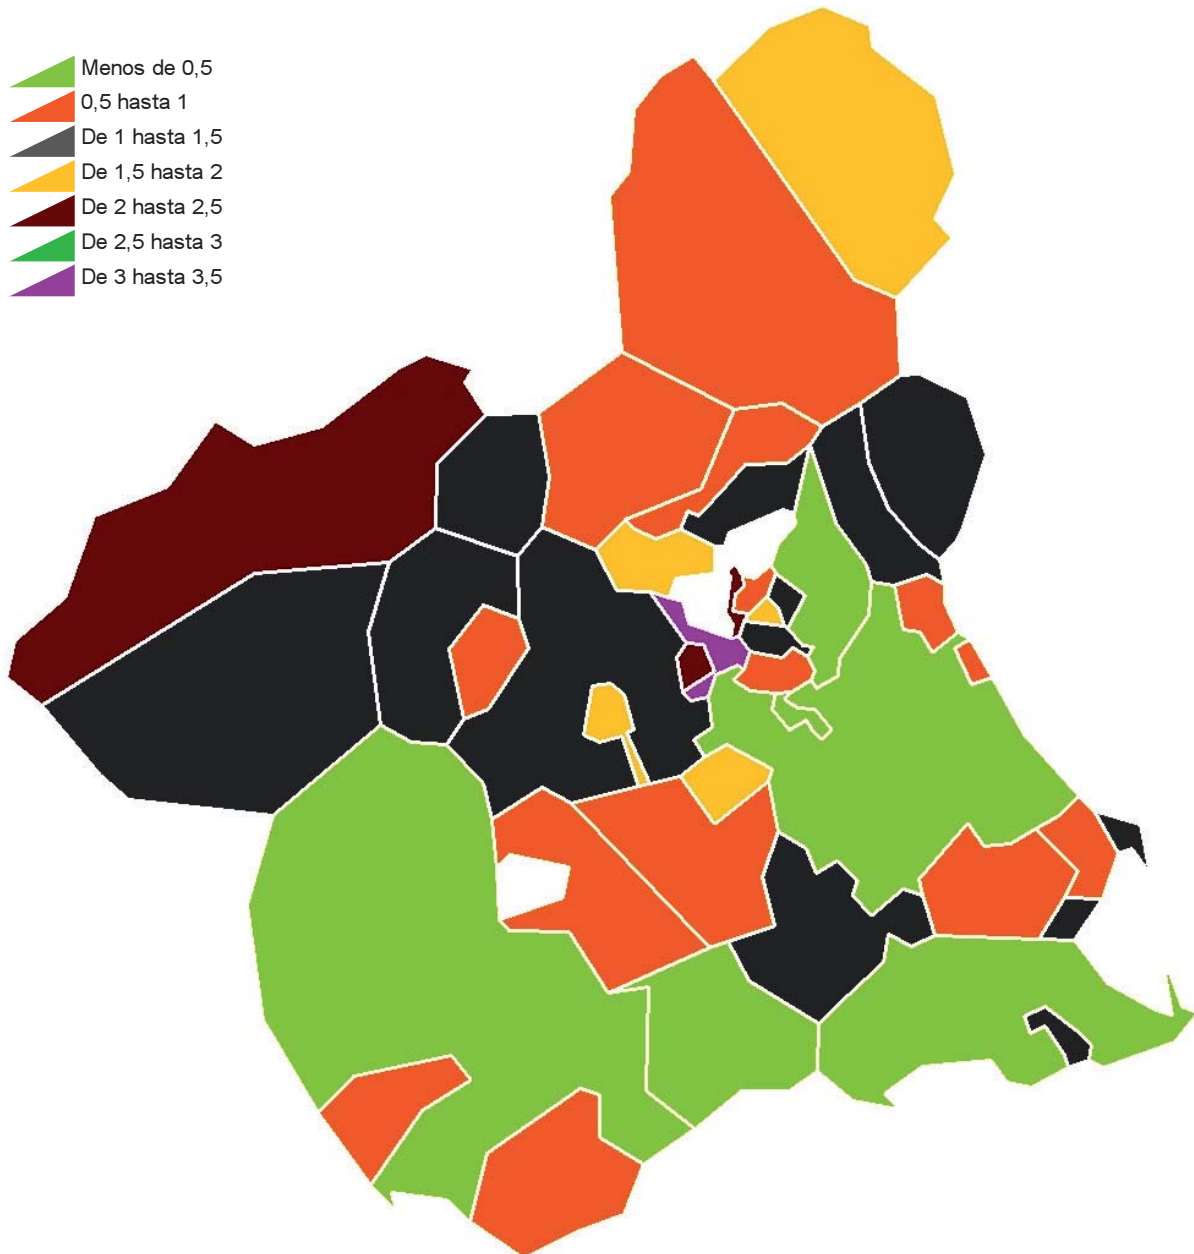 Menos de 0,5
0,5 hasta 1
De 1 hasta 1,5
De 1,5 hasta 2
De 2 hasta 2,5
De 2,5 hasta 3
De 3 hasta 3,5